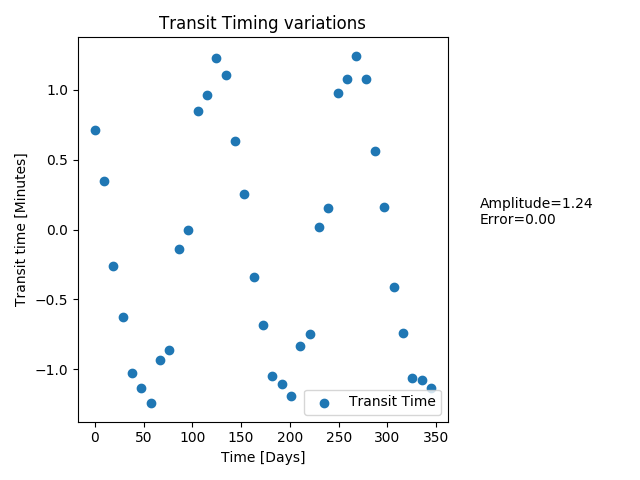 Transit Timing variations
Transit time [Minutes]
1.0
0.5
0.0
−0.5
−1.0
Amplitude=1.24
Error=0.00
Transit Time
0 50 100 150 200 250 300 350
Time [Days]